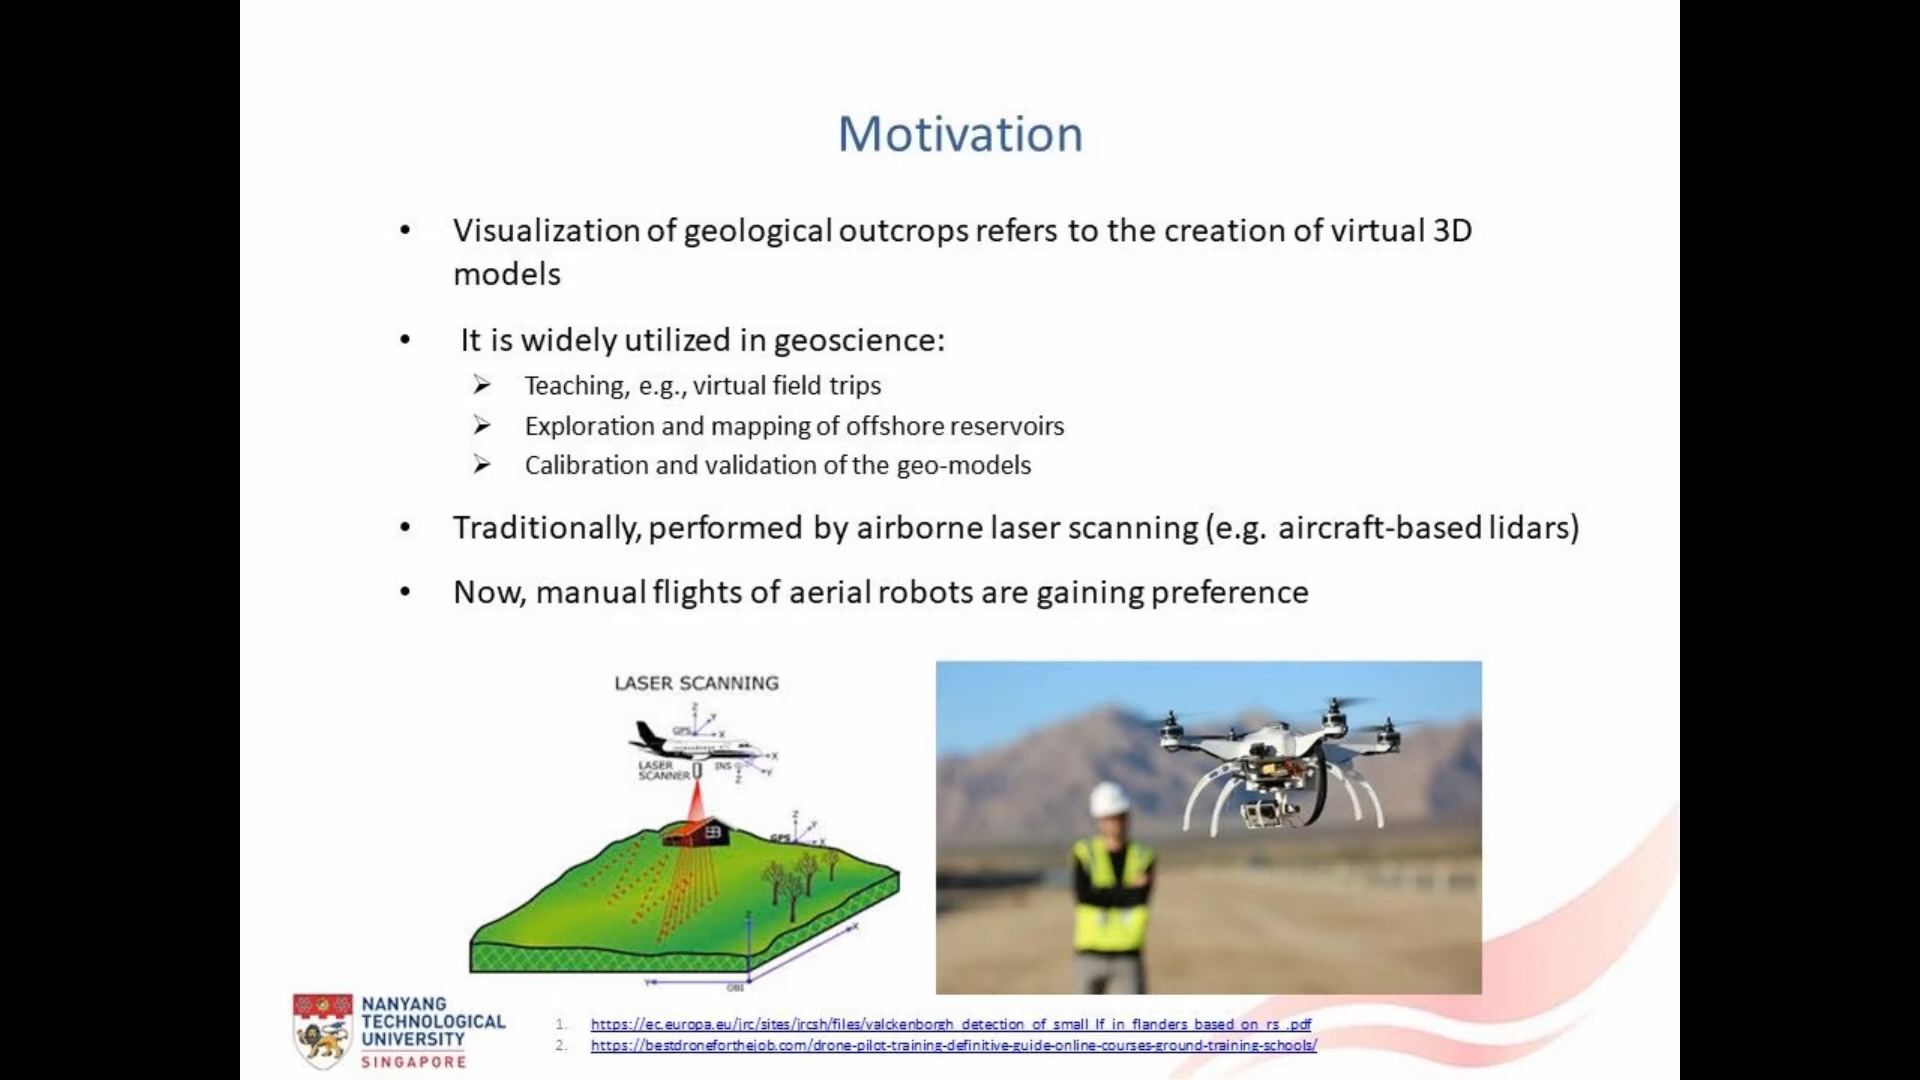 Motivation
• Visualization of geological outcrops refers to the creation of virtual 3D
models
• It is widely utilized in geoscience:
➢ Teaching, e.g., virtual field trips
➢ Exploration and mapping of offshore reservoirs
➢ Calibration and validation of the geo-models
• Traditionally, performed by airborne laser scanning (e.g. aircraft-based lidars)
• Now, manual flights of aerial robots are gaining preference
LASER SCANNING
Z
Y
GPS
X
LASER
SCANNER
INS
X
Y
Z
Z
Y
GPS
X
Z
X
Y
OBJ
NANYANG
TECHNOLOGICAL
UNIVERSITY
SINGAPORE
1. https://ec.europa.eu/jrc/sites/jrcsh/files/valckenborgh_detection_of_small_lf_in_flanders_based_on_rs_.pdf
2. https://bestdroneforthejob.com/drone-pilot-training-definitive-guide-online-courses-ground-training-schools/